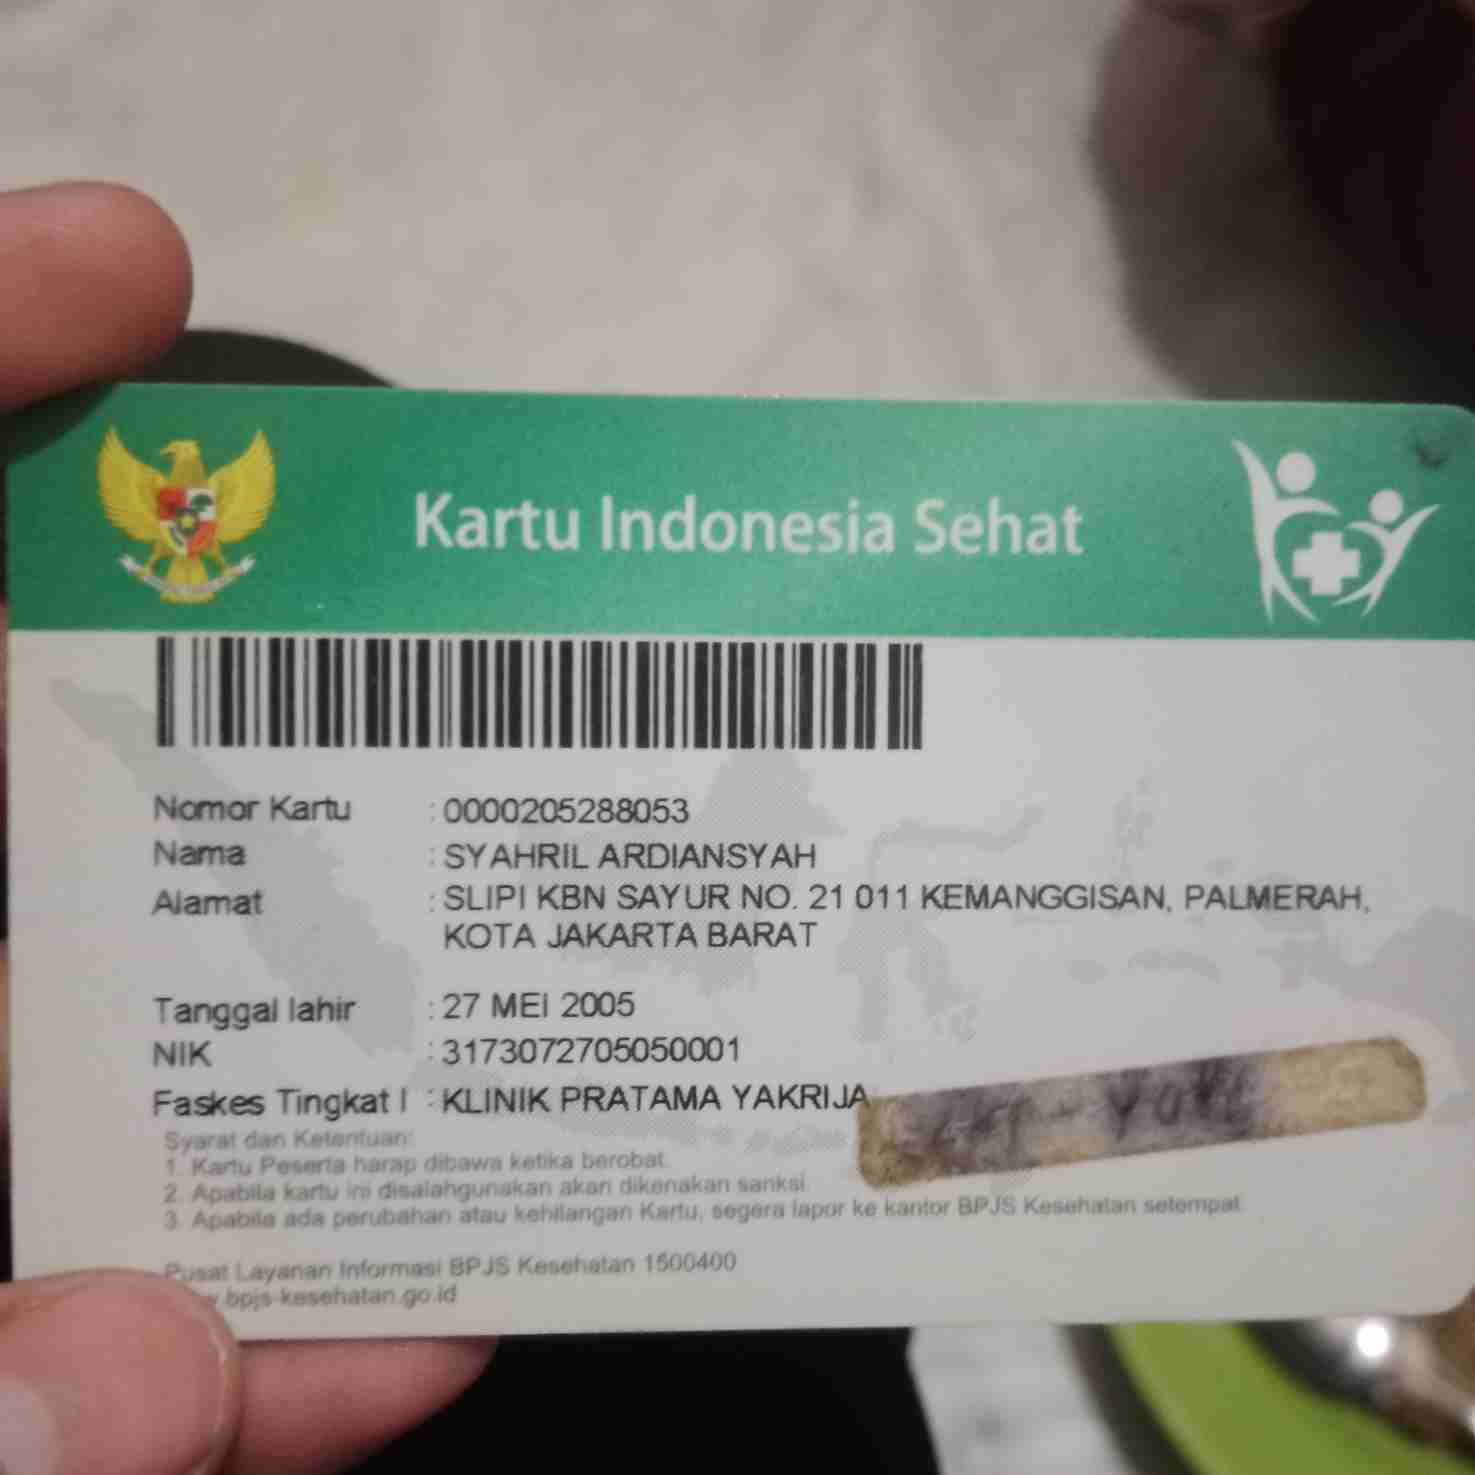 Kartu Indonesia Sehat
Nomor Kartu : 0000205288053
Nama : SYAHRIL ARDIANSYAH
Alamat : SLIPI KBN SAYUR NO. 21 011 KEMANGGISAN, PALMERAH,
KOTA JAKARTA BARAT
Tanggal lahir : 27 MEI 2005
NIK : 3173072705050001
Faskes Tingkat I : KLINIK PRATAMA YAKRIJA
Syarat dan Ketentuan:
1. Kartu Peserta harap dibawa ketika berobat.
2. Apabila kartu ini disalahgunakan akan dikenakan sanksi.
3. Apabila ada perubahan atau kehilangan Kartu, segera lapor ke kantor BPJS Kesehatan setempat.
Pusat Layanan Informasi BPJS Kesehatan 1500400
bpjs-kesehatan.go.id